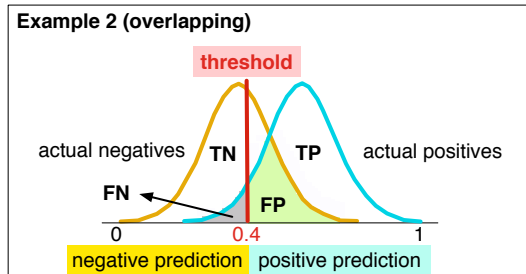 Example 2 (overlapping)
threshold
actual negatives TN TP actual positives
FN FP
0 0.4 1
negative prediction positive prediction